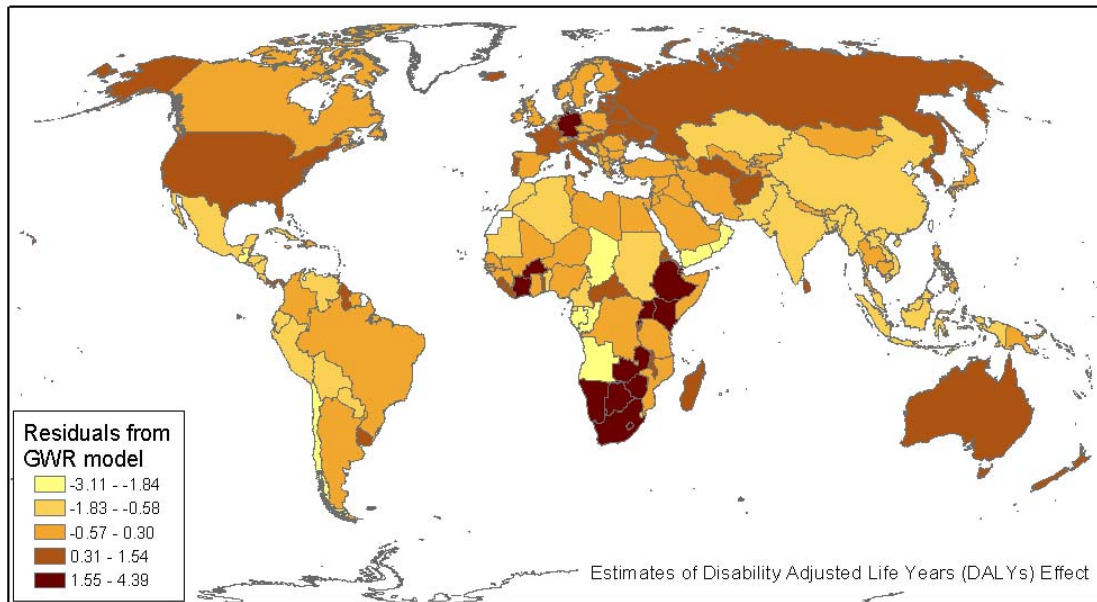 Residuals from
GWR model
-3.11 - -1.84
-1.83 - -0.58
-0.57 - 0.30
0.31 - 1.54
1.55 - 4.39
Estimates of Disability Adjusted Life Years (DALYs) Effect